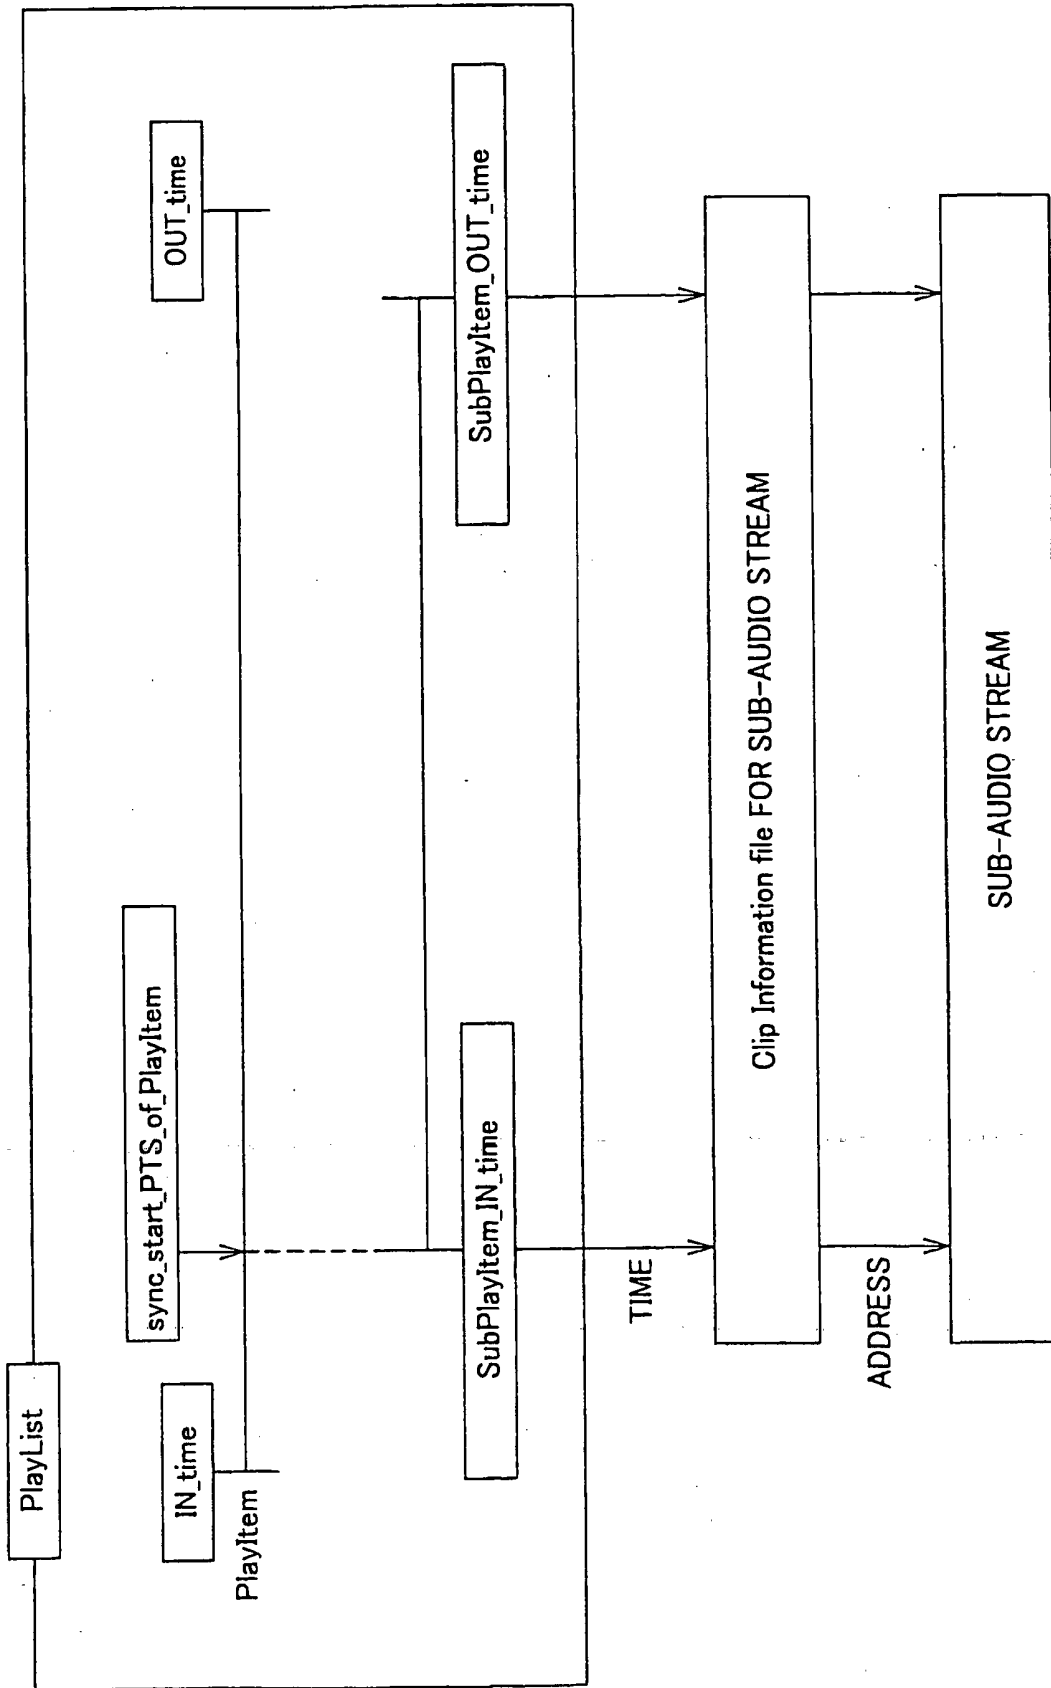 PlayList
IN_time
sync_start_PTS_of_PlayItem
OUT_time
PlayItem
SubPlayItem_IN_time
SubPlayItem_OUT_time
TIME
Clip Information file FOR SUB-AUDIO STREAM
ADDRESS
SUB-AUDIO STREAM